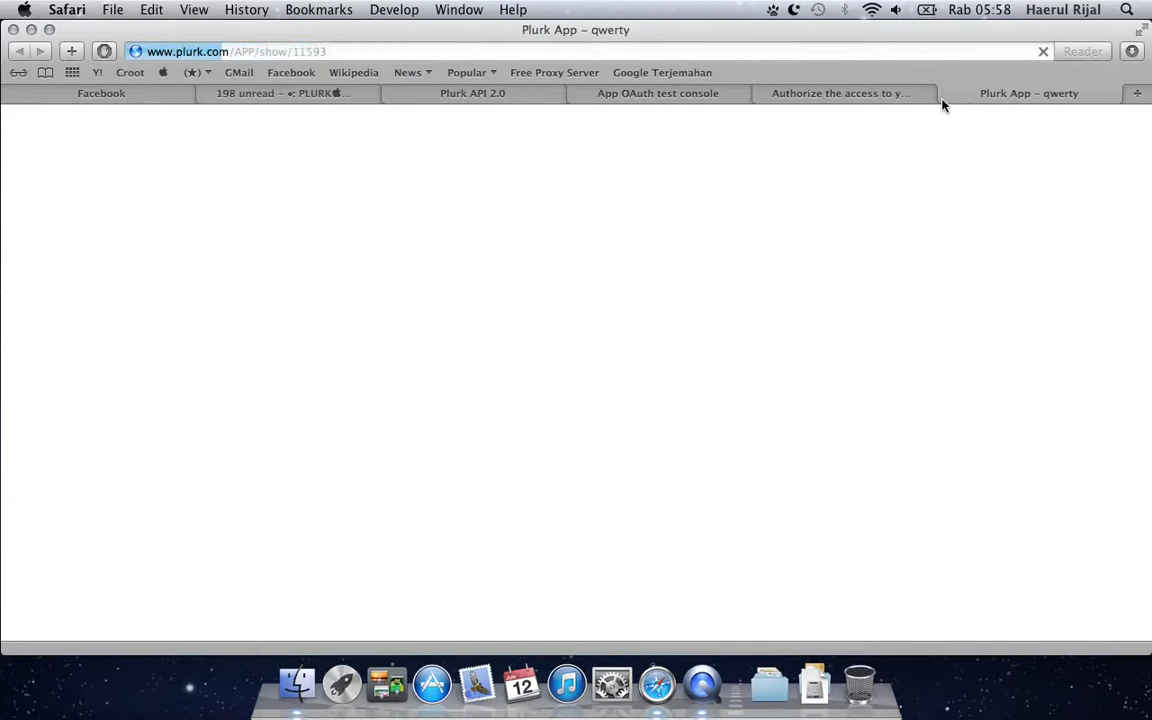 Safari File Edit View History Bookmarks Develop Window Help Rab 05:58 Haerul Rijal
Plurk App – qwerty
www.plurk.com/APP/show/11593 Reader
Y! Croot (★) GMail Facebook Wikipedia News Popular Free Proxy Server Google Terjemahan
Facebook 198 unread – •: PLURK... Plurk API 2.0 App OAuth test console Authorize the access to y... Plurk App – qwerty
12